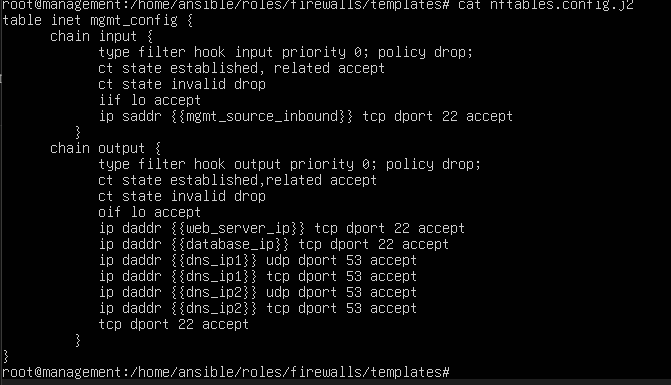 root@management:/home/ansible/roles/firewalls/templates# cat nftables.config.j2
table inet mgmt_config {
chain input {
type filter hook input priority 0; policy drop;
ct state established, related accept
ct state invalid drop
iif lo accept
ip saddr {{mgmt_source_inbound}} tcp dport 22 accept
}
chain output {
type filter hook output priority 0; policy drop;
ct state established,related accept
ct state invalid drop
oif lo accept
ip daddr {{web_server_ip}} tcp dport 22 accept
ip daddr {{database_ip}} tcp dport 22 accept
ip daddr {{dns_ip1}} udp dport 53 accept
ip daddr {{dns_ip1}} tcp dport 53 accept
ip daddr {{dns_ip2}} udp dport 53 accept
ip daddr {{dns_ip2}} tcp dport 53 accept
tcp dport 22 accept
}
}
root@management:/home/ansible/roles/firewalls/templates#